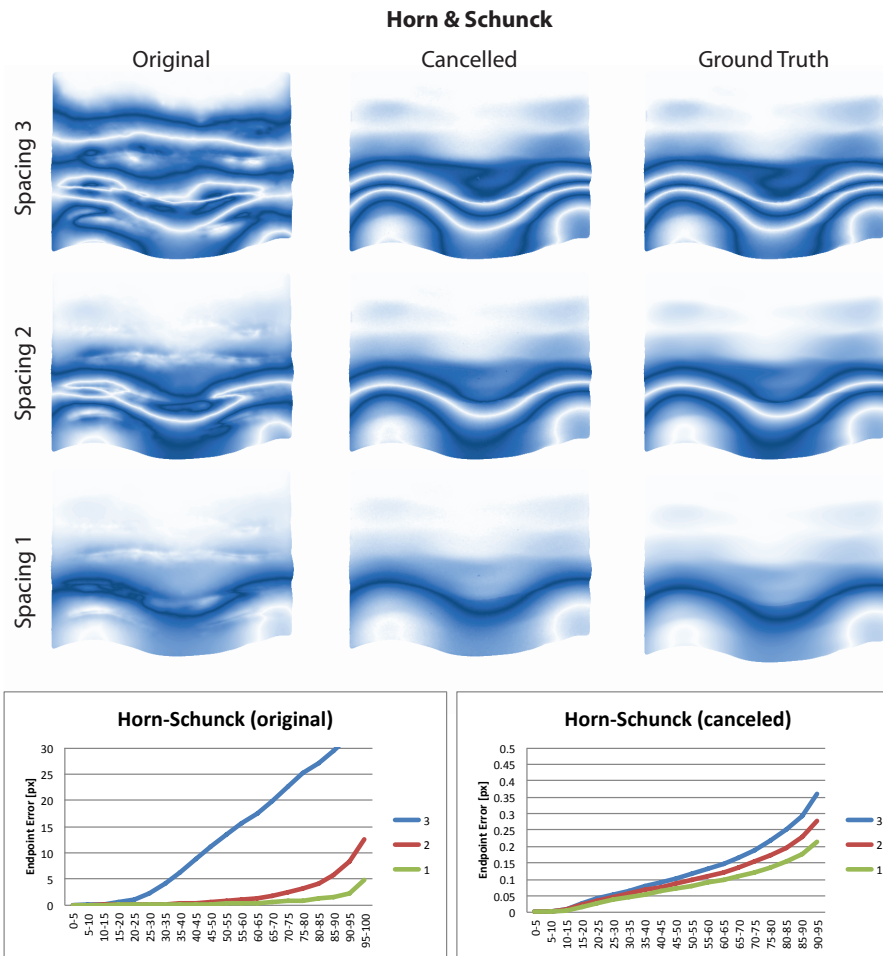 Horn & Schunck
Original Cancelled Ground Truth
Spacing 3
Spacing 2
Spacing 1
Horn-Schunck (original)
Endpoint Error [px]
30
25
20
15
10
5
0
0-5 5-10 10-15 15-20 20-25 25-30 30-35 35-40 40-45 45-50 50-55 55-60 60-65 65-70 70-75 75-80 80-85 85-90 90-95 95-100
3
2
1
Horn-Schunck (canceled)
Endpoint Error [px]
0.5
0.45
0.4
0.35
0.3
0.25
0.2
0.15
0.1
0.05
0
0-5 5-10 10-15 15-20 20-25 25-30 30-35 35-40 40-45 45-50 50-55 55-60 60-65 65-70 70-75 75-80 80-85 85-90 90-95
3
2
1